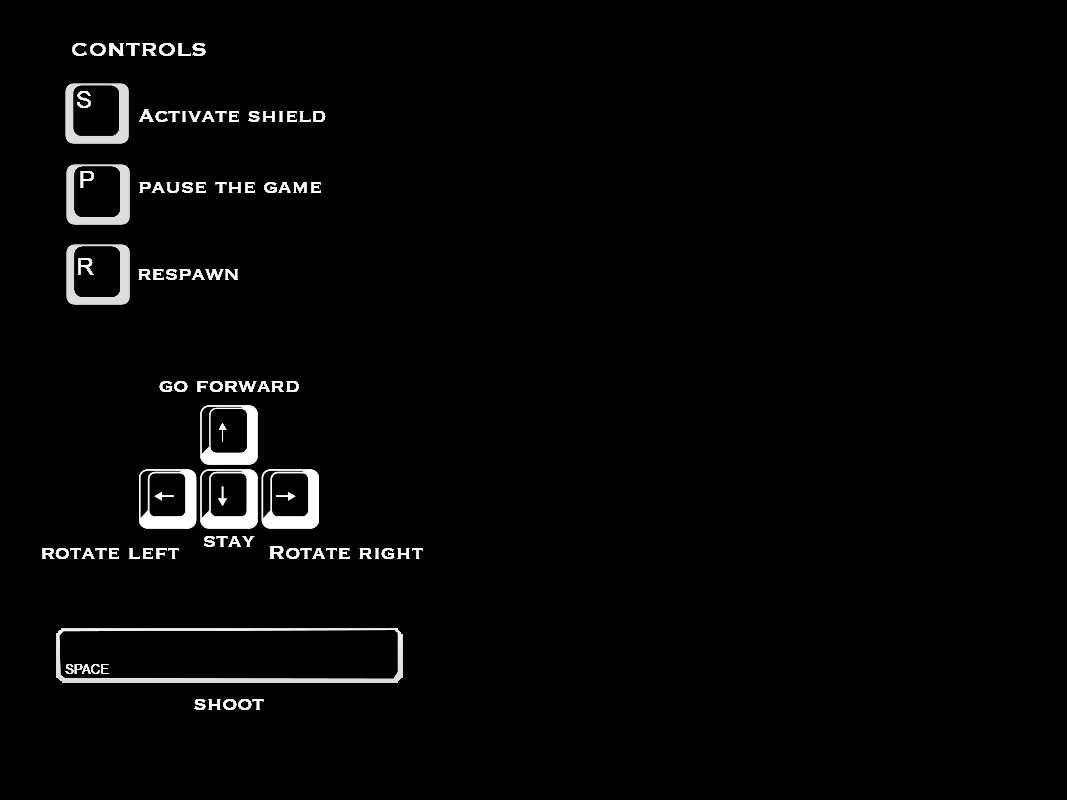 CONTROLS
S
ACTIVATE SHIELD
P
PAUSE THE GAME
R
RESPAWN
GO FORWARD
↑
← ↓ →
ROTATE LEFT STAY ROTATE RIGHT
SPACE
SHOOT